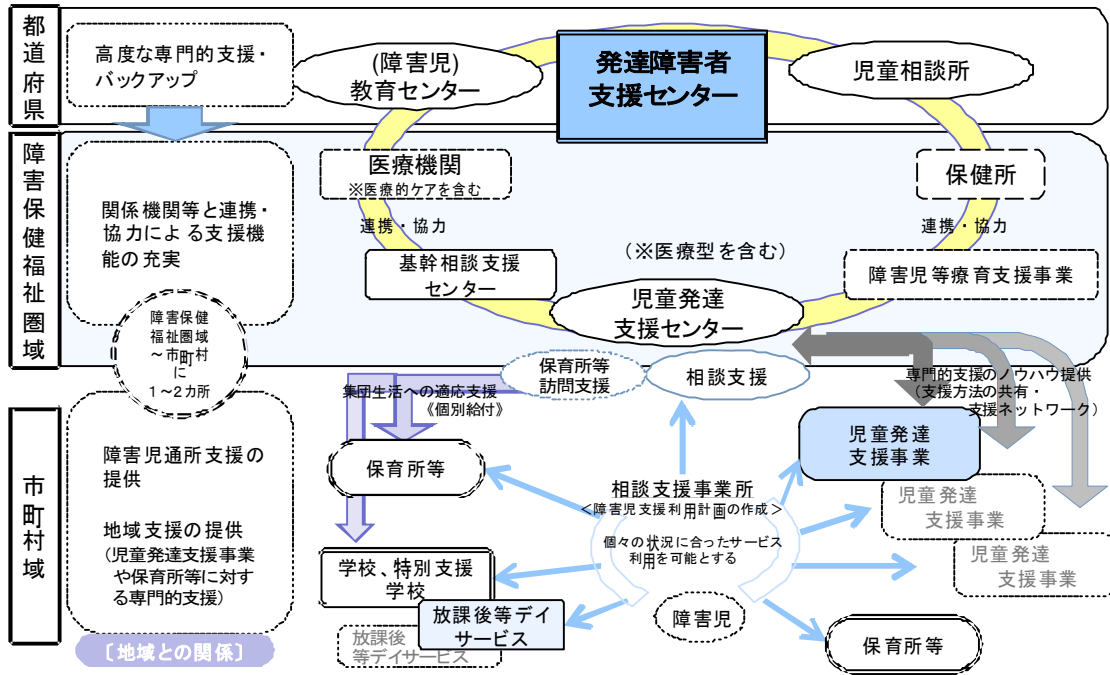 都道府県
高度な専門的支援・
バックアップ
(障害児)
教育センター
発達障害者
支援センター
児童相談所
障害保健福祉圏域
関係機関等と連携・
協力による支援機
能の充実
医療機関
※医療的ケアを含む
保健所
連携・協力
連携・協力
基幹相談支援
センター
（※医療型を含む）
障害児等療育支援事業
児童発達
支援センター
障害保健
福祉圏域
～市町村
に
１～２カ所
保育所等
訪問支援
相談支援
集団生活への適応支援
《個別給付》
専門的支援のノウハウ提供
（支援方法の共有・
支援ネットワーク）
市町村域
障害児通所支援の
提供
地域支援の提供
（児童発達支援事業
や保育所等に対す
る専門的支援）
保育所等
児童発達
支援事業
児童発達
支援事業
児童発達
支援事業
相談支援事業所
＜障害児支援利用計画の作成＞
個々の状況に合ったサービス
利用を可能とする
学校、特別支援
学校
放課後等デイ
サービス
放課後
等デイサービス
障害児
保育所等
［地域との関係］